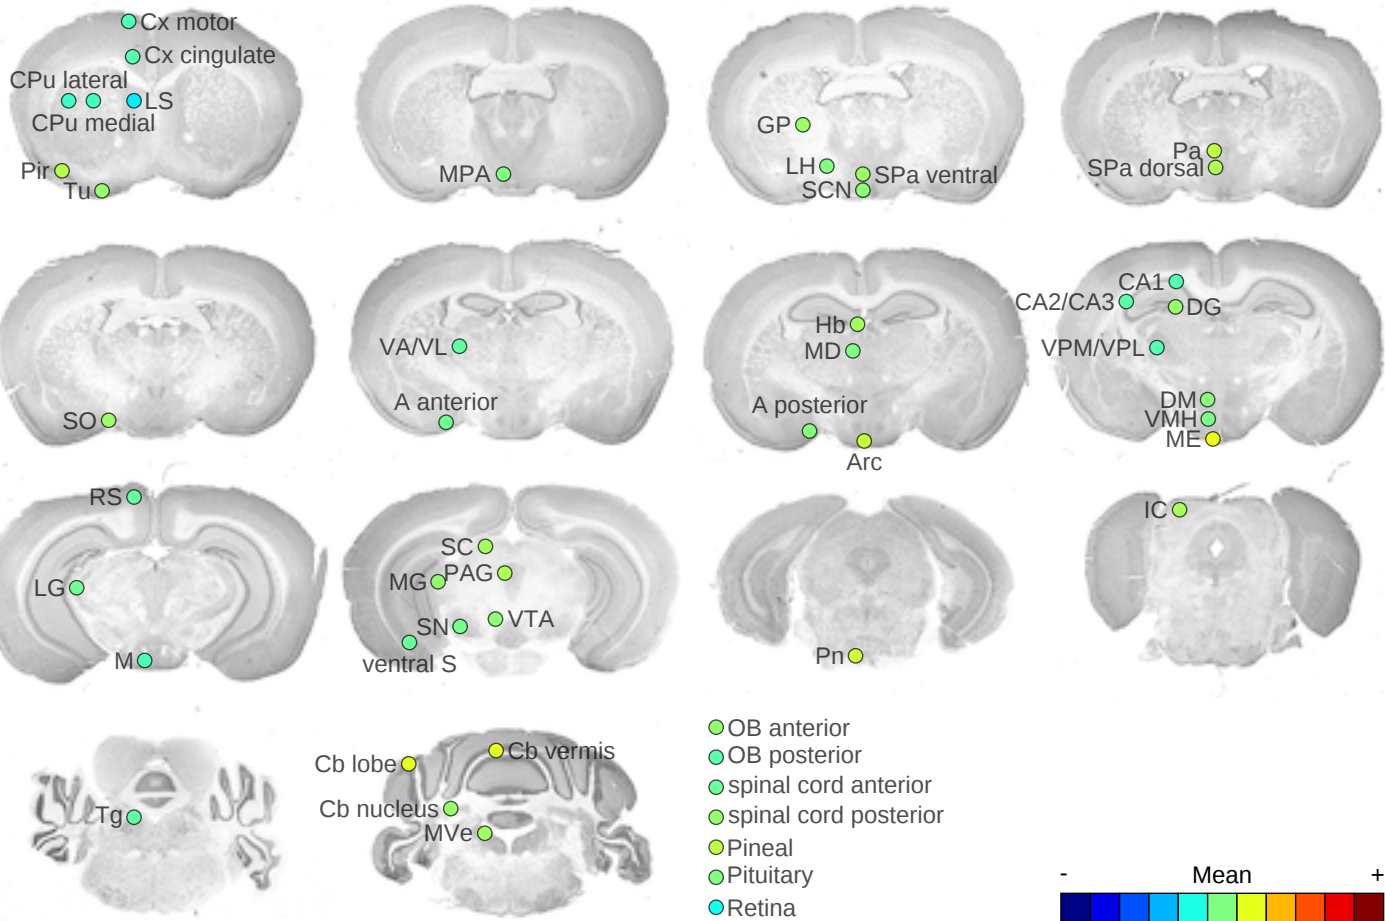 Cx motor
Cx cingulate
CPu lateral
LS
CPu medial
Pir
Tu
MPA
GP
LH
SPa ventral
SCN
Pa
SPa dorsal
SO
VA/VL
A anterior
Hb
MD
A posterior
Arc
CA1
CA2/CA3
DG
VPM/VPL
DM
VMH
ME
RS
LG
M
SC
MG
PAG
SN
VTA
ventral S
Pn
IC
Tg
Cb lobe
Cb vermis
Cb nucleus
MVe
OB anterior
OB posterior
spinal cord anterior
spinal cord posterior
Pineal
Pituitary
Retina
- Mean +